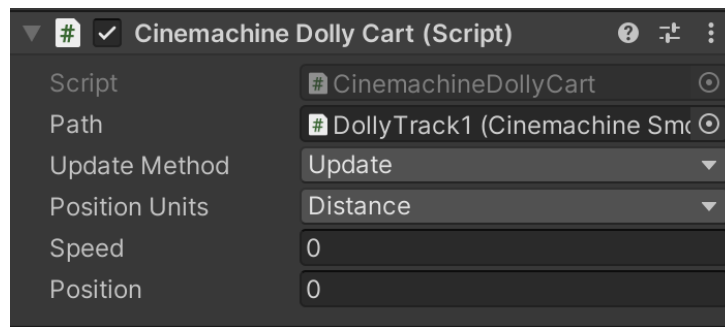 # Cinemachine Dolly Cart (Script)
Script # CinemachineDollyCart
Path # DollyTrack1 (Cinemachine Smo
Update Method Update
Position Units Distance
Speed 0
Position 0